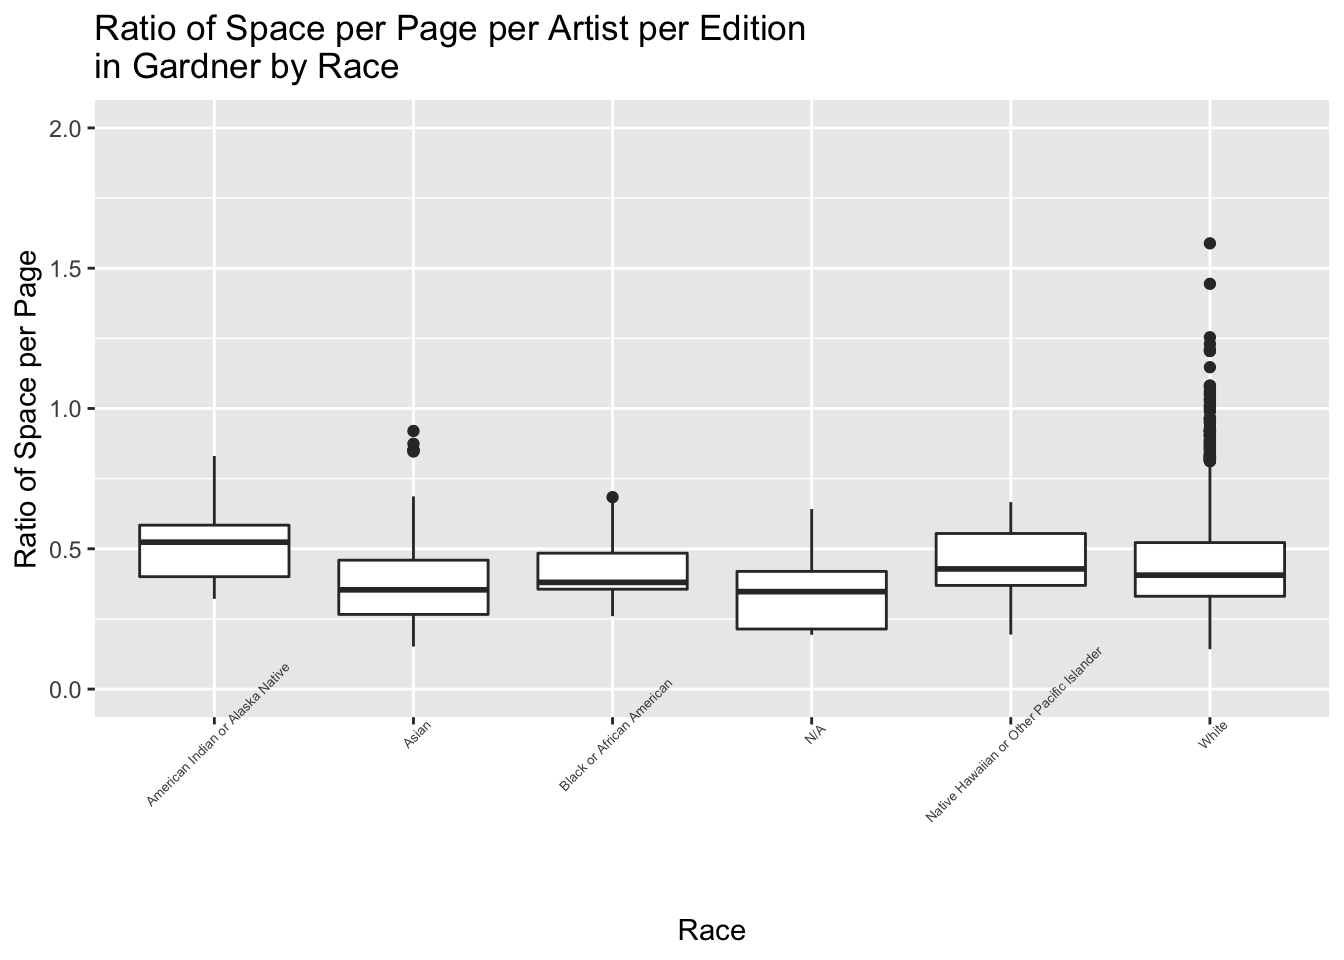 Ratio of Space per Page per Artist per Edition
in Gardner by Race
Ratio of Space per Page
2.0
1.5
1.0
0.5
0.0
American Indian or Alaska Native
Asian
Black or African American
N/A
Native Hawaiian or Other Pacific Islander
White
Race